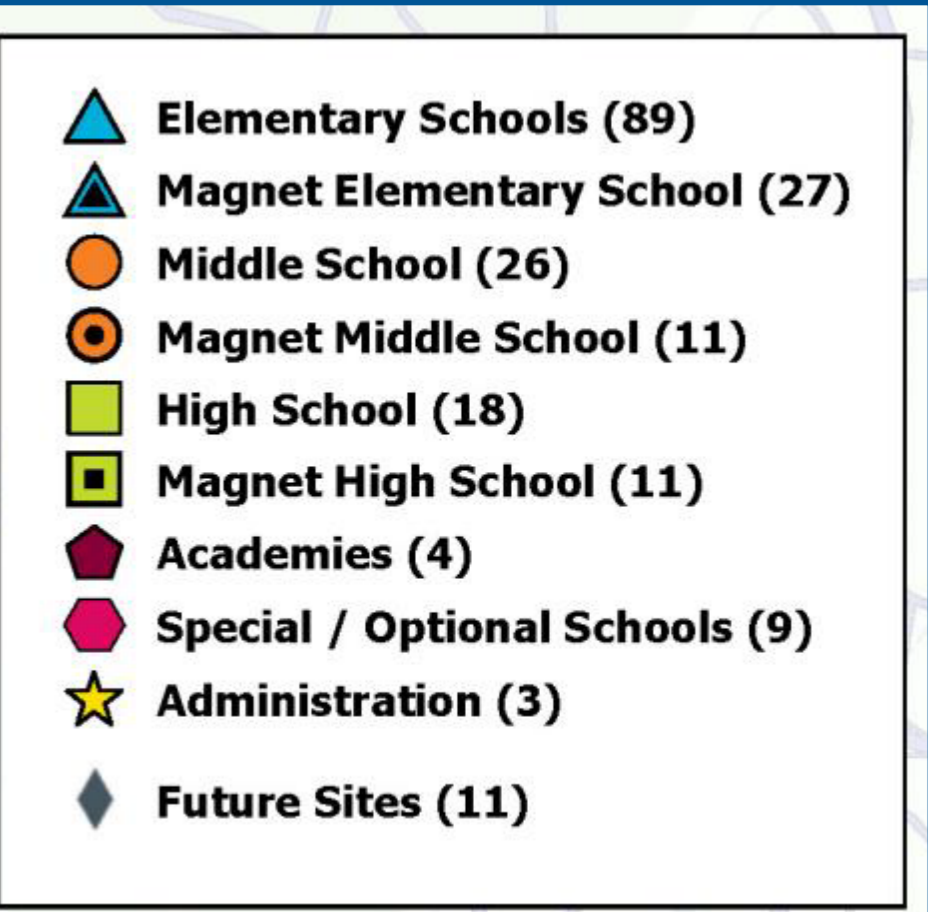 Elementary Schools (89)
Magnet Elementary School (27)
Middle School (26)
Magnet Middle School (11)
High School (18)
Magnet High School (11)
Academies (4)
Special / Optional Schools (9)
Administration (3)
Future Sites (11)